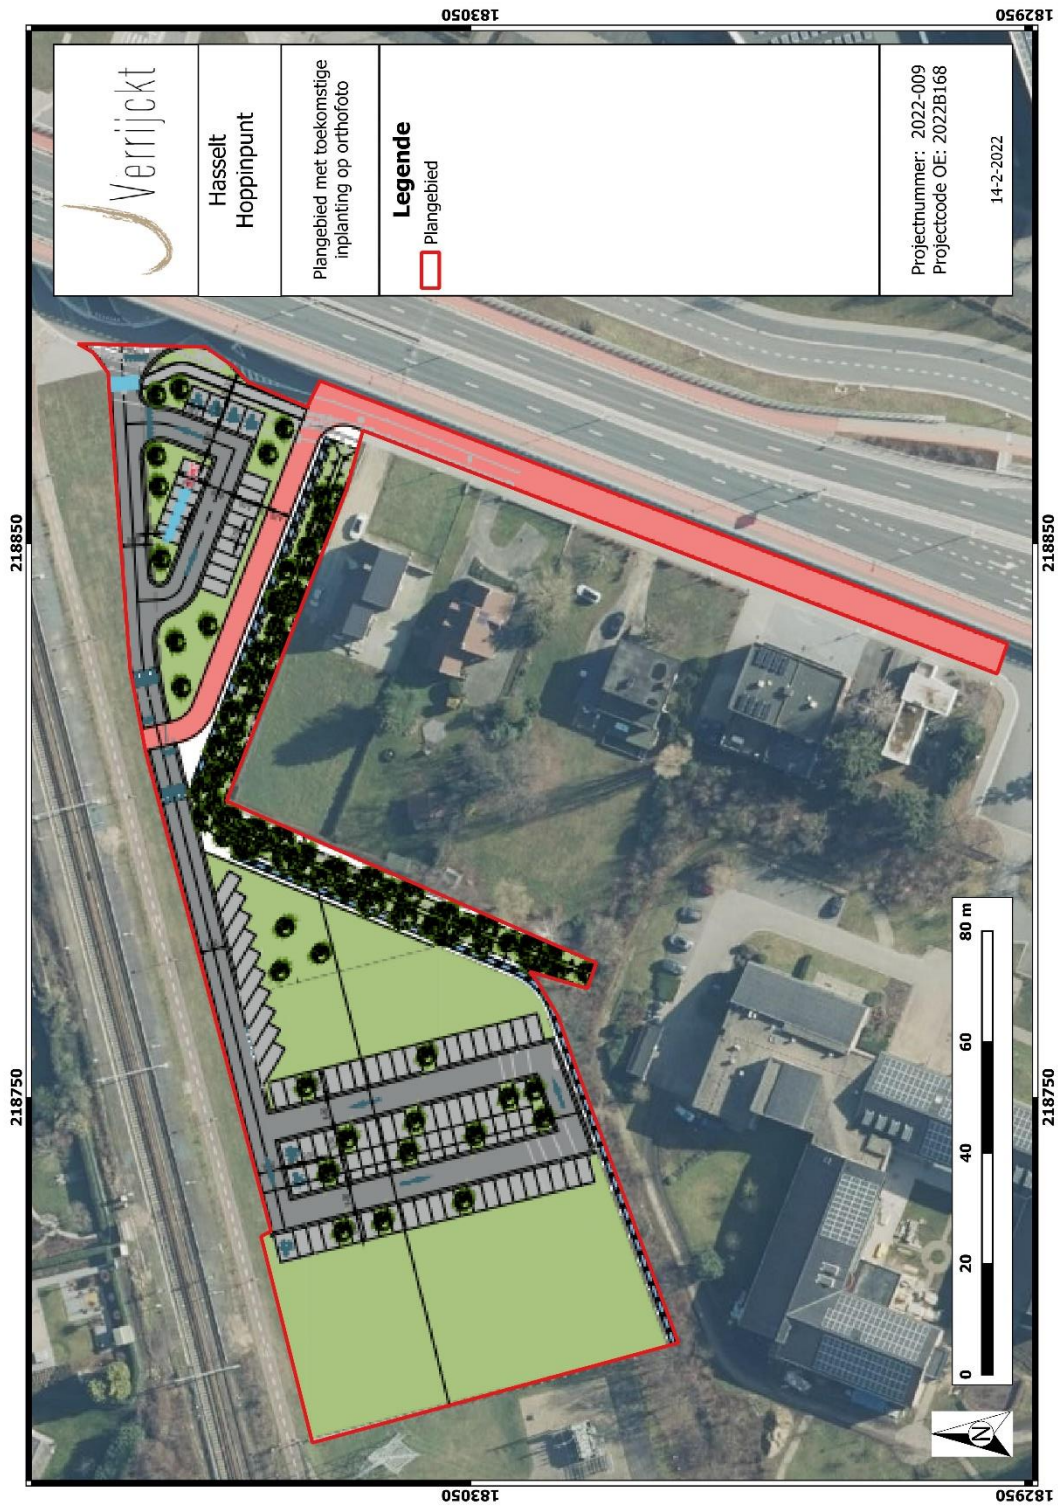 Verrijckt
Hasselt
Hoppinpunt
Plangebied met toekomstige
inplanting op orthofoto
Legende
Plangebied
Projectnummer: 2022-009
Projectcode OE: 2022B168
14-2-2022
218750
218850
218750
218850
183050
182950
183050
182950
0
20
40
60
80 m
N